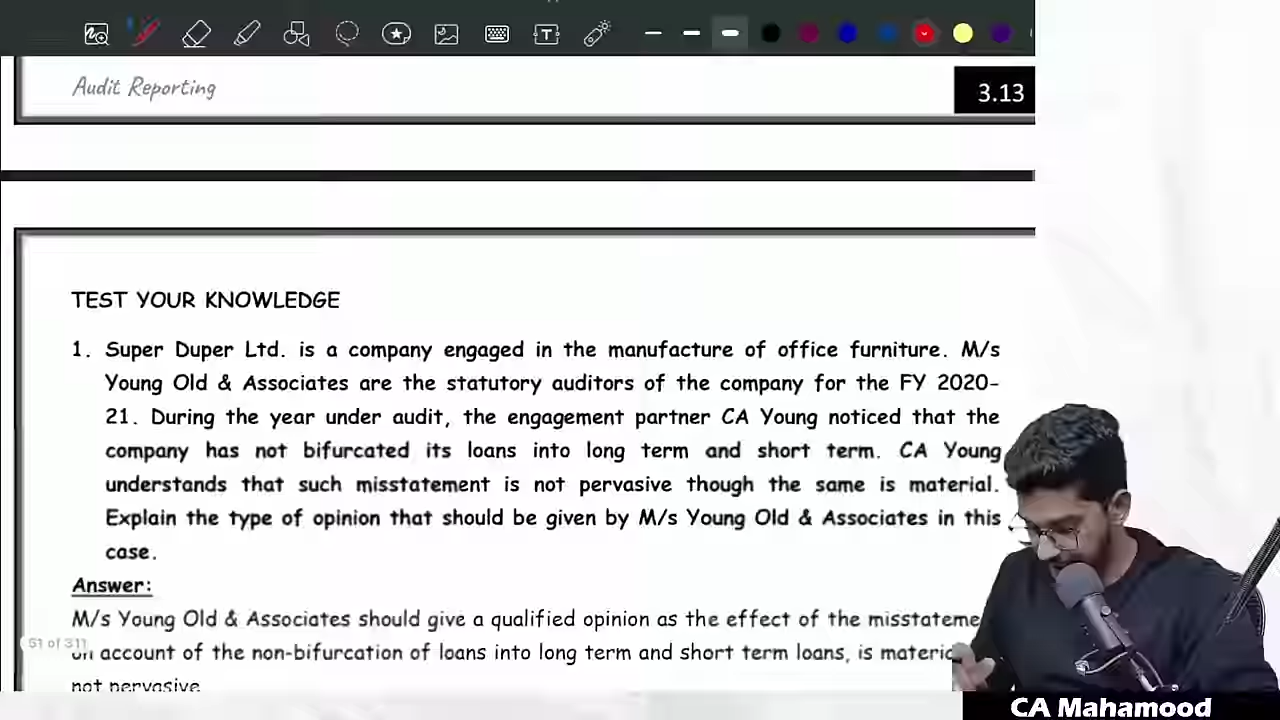 Audit Reporting
3.13
TEST YOUR KNOWLEDGE
1. Super Duper Ltd. is a company engaged in the manufacture of office furniture. M/s
Young Old & Associates are the statutory auditors of the company for the FY 2020-
21. During the year under audit, the engagement partner CA Young noticed that the
company has not bifurcated its loans into long term and short term. CA Young
understands that such misstatement is not pervasive though the same is material.
Explain the type of opinion that should be given by M/s Young Old & Associates in this
case.
Answer:
M/s Young Old & Associates should give a qualified opinion as the effect of the
51 of 311
account of the non-bifurcation of loans into long term and short term loans, is
not pervasive
CA Mahamood